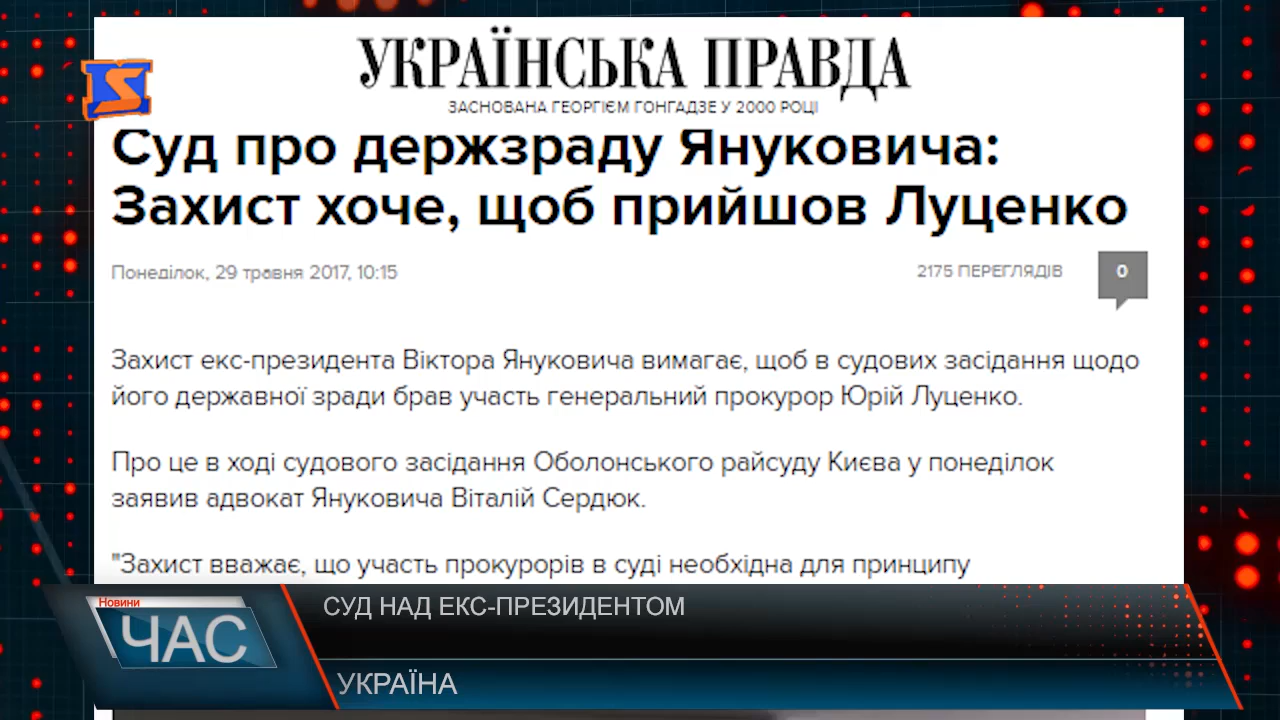 УКРАЇНСЬКА ПРАВДА
ЗАСНОВАНА ГЕОРГІЄМ ГОНГАДЗЕ У 2000 РОЦІ
Суд про держзраду Януковича:
Захист хоче, щоб прийшов Луценко
Понеділок, 29 травня 2017, 10:15
2175 ПЕРЕГЛЯДІВ
0
Захист екс-президента Віктора Януковича вимагає, щоб в судових засідання щодо
його державної зради брав участь генеральний прокурор Юрій Луценко.
Про це в ході судового засідання Оболонського райсуду Києва у понеділок
заявив адвокат Януковича Віталій Сердюк.
"Захист вважає, що участь прокурорів в суді необхідна для принципу
Новини
ЧАС
СУД НАД ЕКС-ПРЕЗИДЕНТОМ
УКРАЇНА